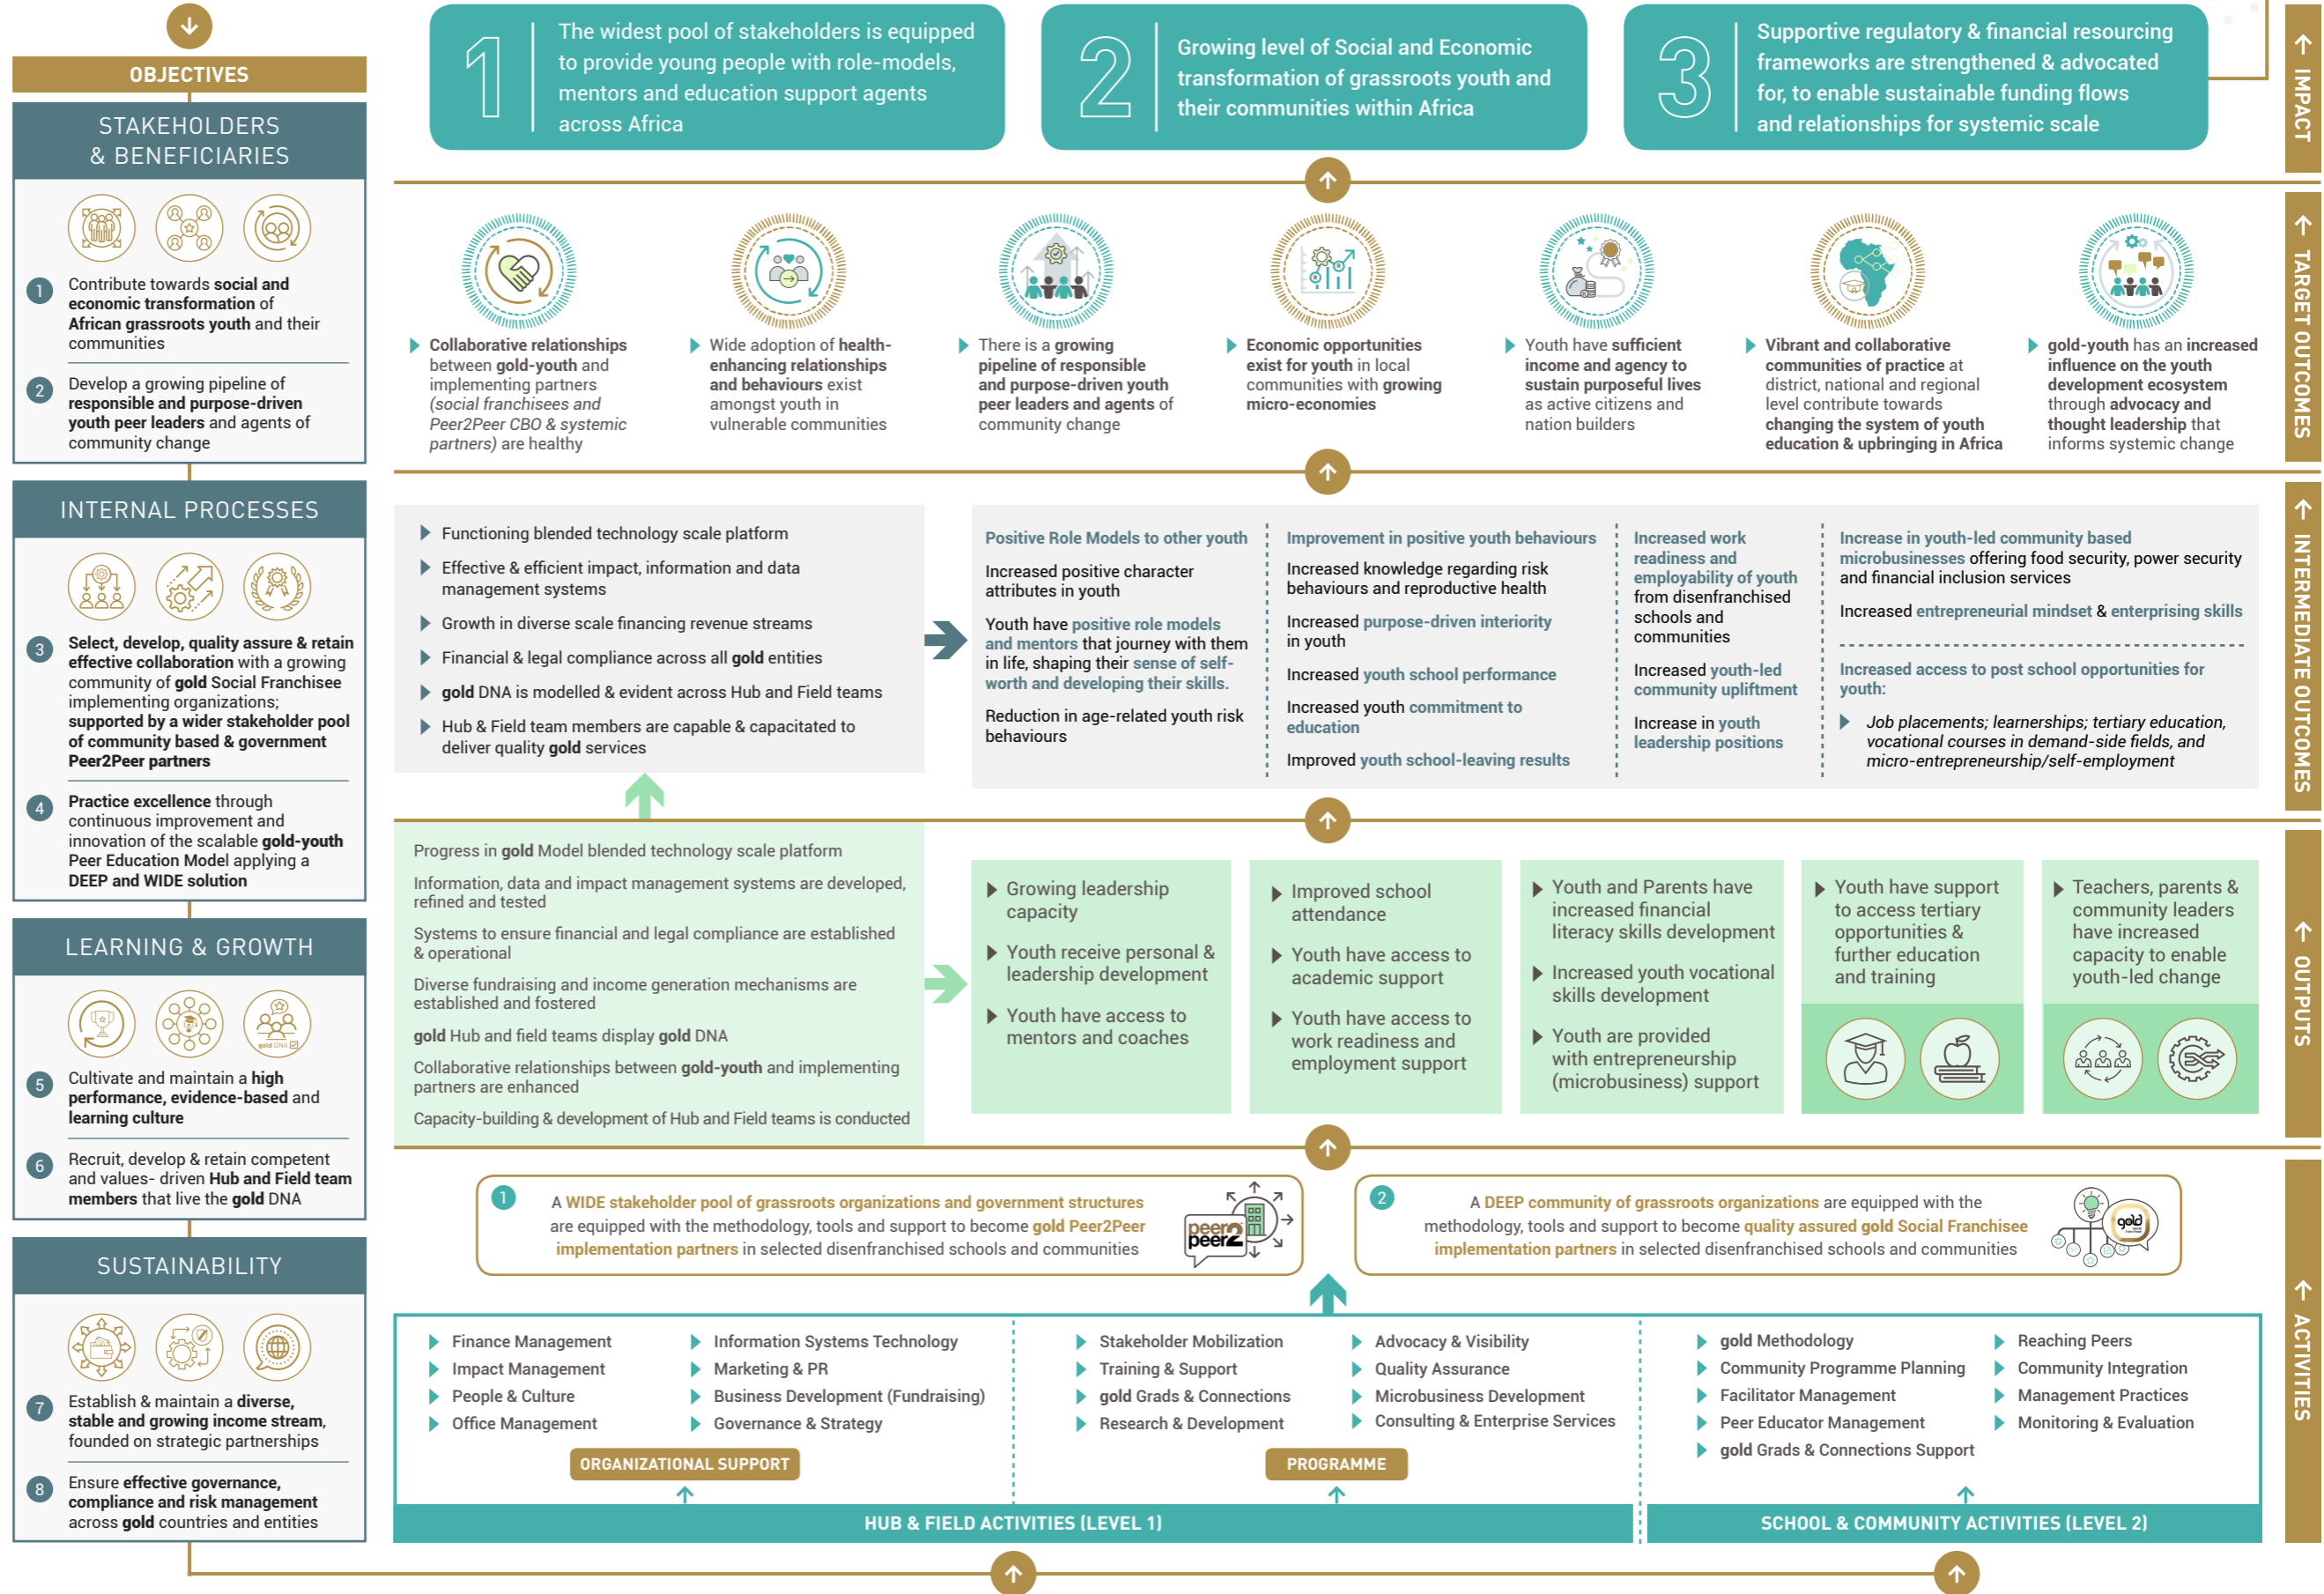 OBJECTIVES
STAKEHOLDERS
& BENEFICIARIES
1
Contribute towards social and
economic transformation of
African grassroots youth and their
communities
2
Develop a growing pipeline of
responsible and purpose-driven
youth peer leaders and agents of
community change
INTERNAL PROCESSES
3
Select, develop, quality assure & retain
effective collaboration with a growing
community of gold Social Franchisee
implementing organizations;
supported by a wider stakeholder pool
of community based & government
Peer2Peer partners
4
Practice excellence through
continuous improvement and
innovation of the scalable gold-youth
Peer Education Model applying a
DEEP and WIDE solution
LEARNING & GROWTH
gold DNA
5
Cultivate and maintain a high
performance, evidence-based and
learning culture
6
Recruit, develop & retain competent
and values- driven Hub and Field team
members that live the gold DNA
SUSTAINABILITY
7
Establish & maintain a diverse,
stable and growing income stream,
founded on strategic partnerships
8
Ensure effective governance,
compliance and risk management
across gold countries and entities
1
The widest pool of stakeholders is equipped
to provide young people with role-models,
mentors and education support agents
across Africa
2
Growing level of Social and Economic
transformation of grassroots youth and
their communities within Africa
3
Supportive regulatory & financial resourcing
frameworks are strengthened & advocated
for, to enable sustainable funding flows
and relationships for systemic scale
IMPACT
Collaborative relationships
between gold-youth and
implementing partners
(social franchisees and
Peer2Peer CBO & systemic
partners) are healthy
Wide adoption of health-
enhancing relationships
and behaviours exist
amongst youth in
vulnerable communities
There is a growing
pipeline of responsible
and purpose-driven youth
peer leaders and agents of
community change
Economic opportunities
exist for youth in local
communities with growing
micro-economies
Youth have sufficient
income and agency to
sustain purposeful lives
as active citizens and
nation builders
Vibrant and collaborative
communities of practice at
district, national and regional
level contribute towards
changing the system of youth
education & upbringing in Africa
gold-youth has an increased
influence on the youth
development ecosystem
through advocacy and
thought leadership that
informs systemic change
TARGET OUTCOMES
Functioning blended technology scale platform
Effective & efficient impact, information and data
management systems
Growth in diverse scale financing revenue streams
Financial & legal compliance across all gold entities
gold DNA is modelled & evident across Hub and Field teams
Hub & Field team members are capable & capacitated to
deliver quality gold services
Positive Role Models to other youth
Increased positive character
attributes in youth
Youth have positive role models
and mentors that journey with them
in life, shaping their sense of self-
worth and developing their skills.
Reduction in age-related youth risk
behaviours
Improvement in positive youth behaviours
Increased knowledge regarding risk
behaviours and reproductive health
Increased purpose-driven interiority
in youth
Increased youth school performance
Increased youth commitment to
education
Improved youth school-leaving results
Increased work
readiness and
employability of youth
from disenfranchised
schools and
communities
Increased youth-led
community upliftment
Increase in youth
leadership positions
Increase in youth-led community based
microbusinesses offering food security, power security
and financial inclusion services
Increased entrepreneurial mindset & enterprising skills
Increased access to post school opportunities for
youth:
Job placements; learnerships; tertiary education,
vocational courses in demand-side fields, and
micro-entrepreneurship/self-employment
INTERMEDIATE OUTCOMES
Progress in gold Model blended technology scale platform
Information, data and impact management systems are developed,
refined and tested
Systems to ensure financial and legal compliance are established
& operational
Diverse fundraising and income generation mechanisms are
established and fostered
gold Hub and field teams display gold DNA
Collaborative relationships between gold-youth and implementing
partners are enhanced
Capacity-building & development of Hub and Field teams is conducted
Growing leadership
capacity
Youth receive personal &
leadership development
Youth have access to
mentors and coaches
Improved school
attendance
Youth have access to
academic support
Youth have access to
work readiness and
employment support
Youth and Parents have
increased financial
literacy skills development
Increased youth vocational
skills development
Youth are provided
with entrepreneurship
(microbusiness) support
Youth have support
to access tertiary
opportunities &
further education
and training
Teachers, parents &
community leaders
have increased
capacity to enable
youth-led change
OUTPUTS
1
A WIDE stakeholder pool of grassroots organizations and government structures
are equipped with the methodology, tools and support to become gold Peer2Peer
implementation partners in selected disenfranchised schools and communities
peer2
peer
2
A DEEP community of grassroots organizations are equipped with the
methodology, tools and support to become quality assured gold Social Franchisee
implementation partners in selected disenfranchised schools and communities
gold
Finance Management
Impact Management
People & Culture
Office Management
Information Systems Technology
Marketing & PR
Business Development (Fundraising)
Governance & Strategy
ORGANIZATIONAL SUPPORT
Stakeholder Mobilization
Training & Support
gold Grads & Connections
Research & Development
Advocacy & Visibility
Quality Assurance
Microbusiness Development
Consulting & Enterprise Services
PROGRAMME
gold Methodology
Community Programme Planning
Facilitator Management
Peer Educator Management
gold Grads & Connections Support
Reaching Peers
Community Integration
Management Practices
Monitoring & Evaluation
HUB & FIELD ACTIVITIES (LEVEL 1)
SCHOOL & COMMUNITY ACTIVITIES (LEVEL 2)
ACTIVITIES